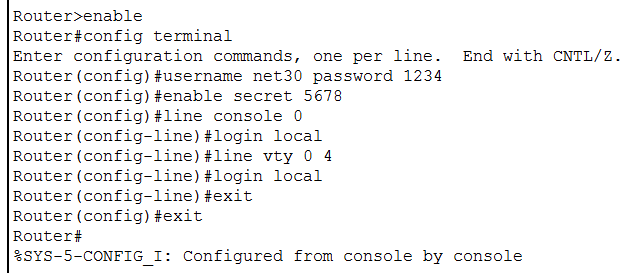 Router>enable
Router#config terminal
Enter configuration commands, one per line.  End with CNTL/Z.
Router(config)#username net30 password 1234
Router(config)#enable secret 5678
Router(config)#line console 0
Router(config-line)#login local
Router(config-line)#line vty 0 4
Router(config-line)#login local
Router(config-line)#exit
Router(config)#exit
Router#
%SYS-5-CONFIG_I: Configured from console by console